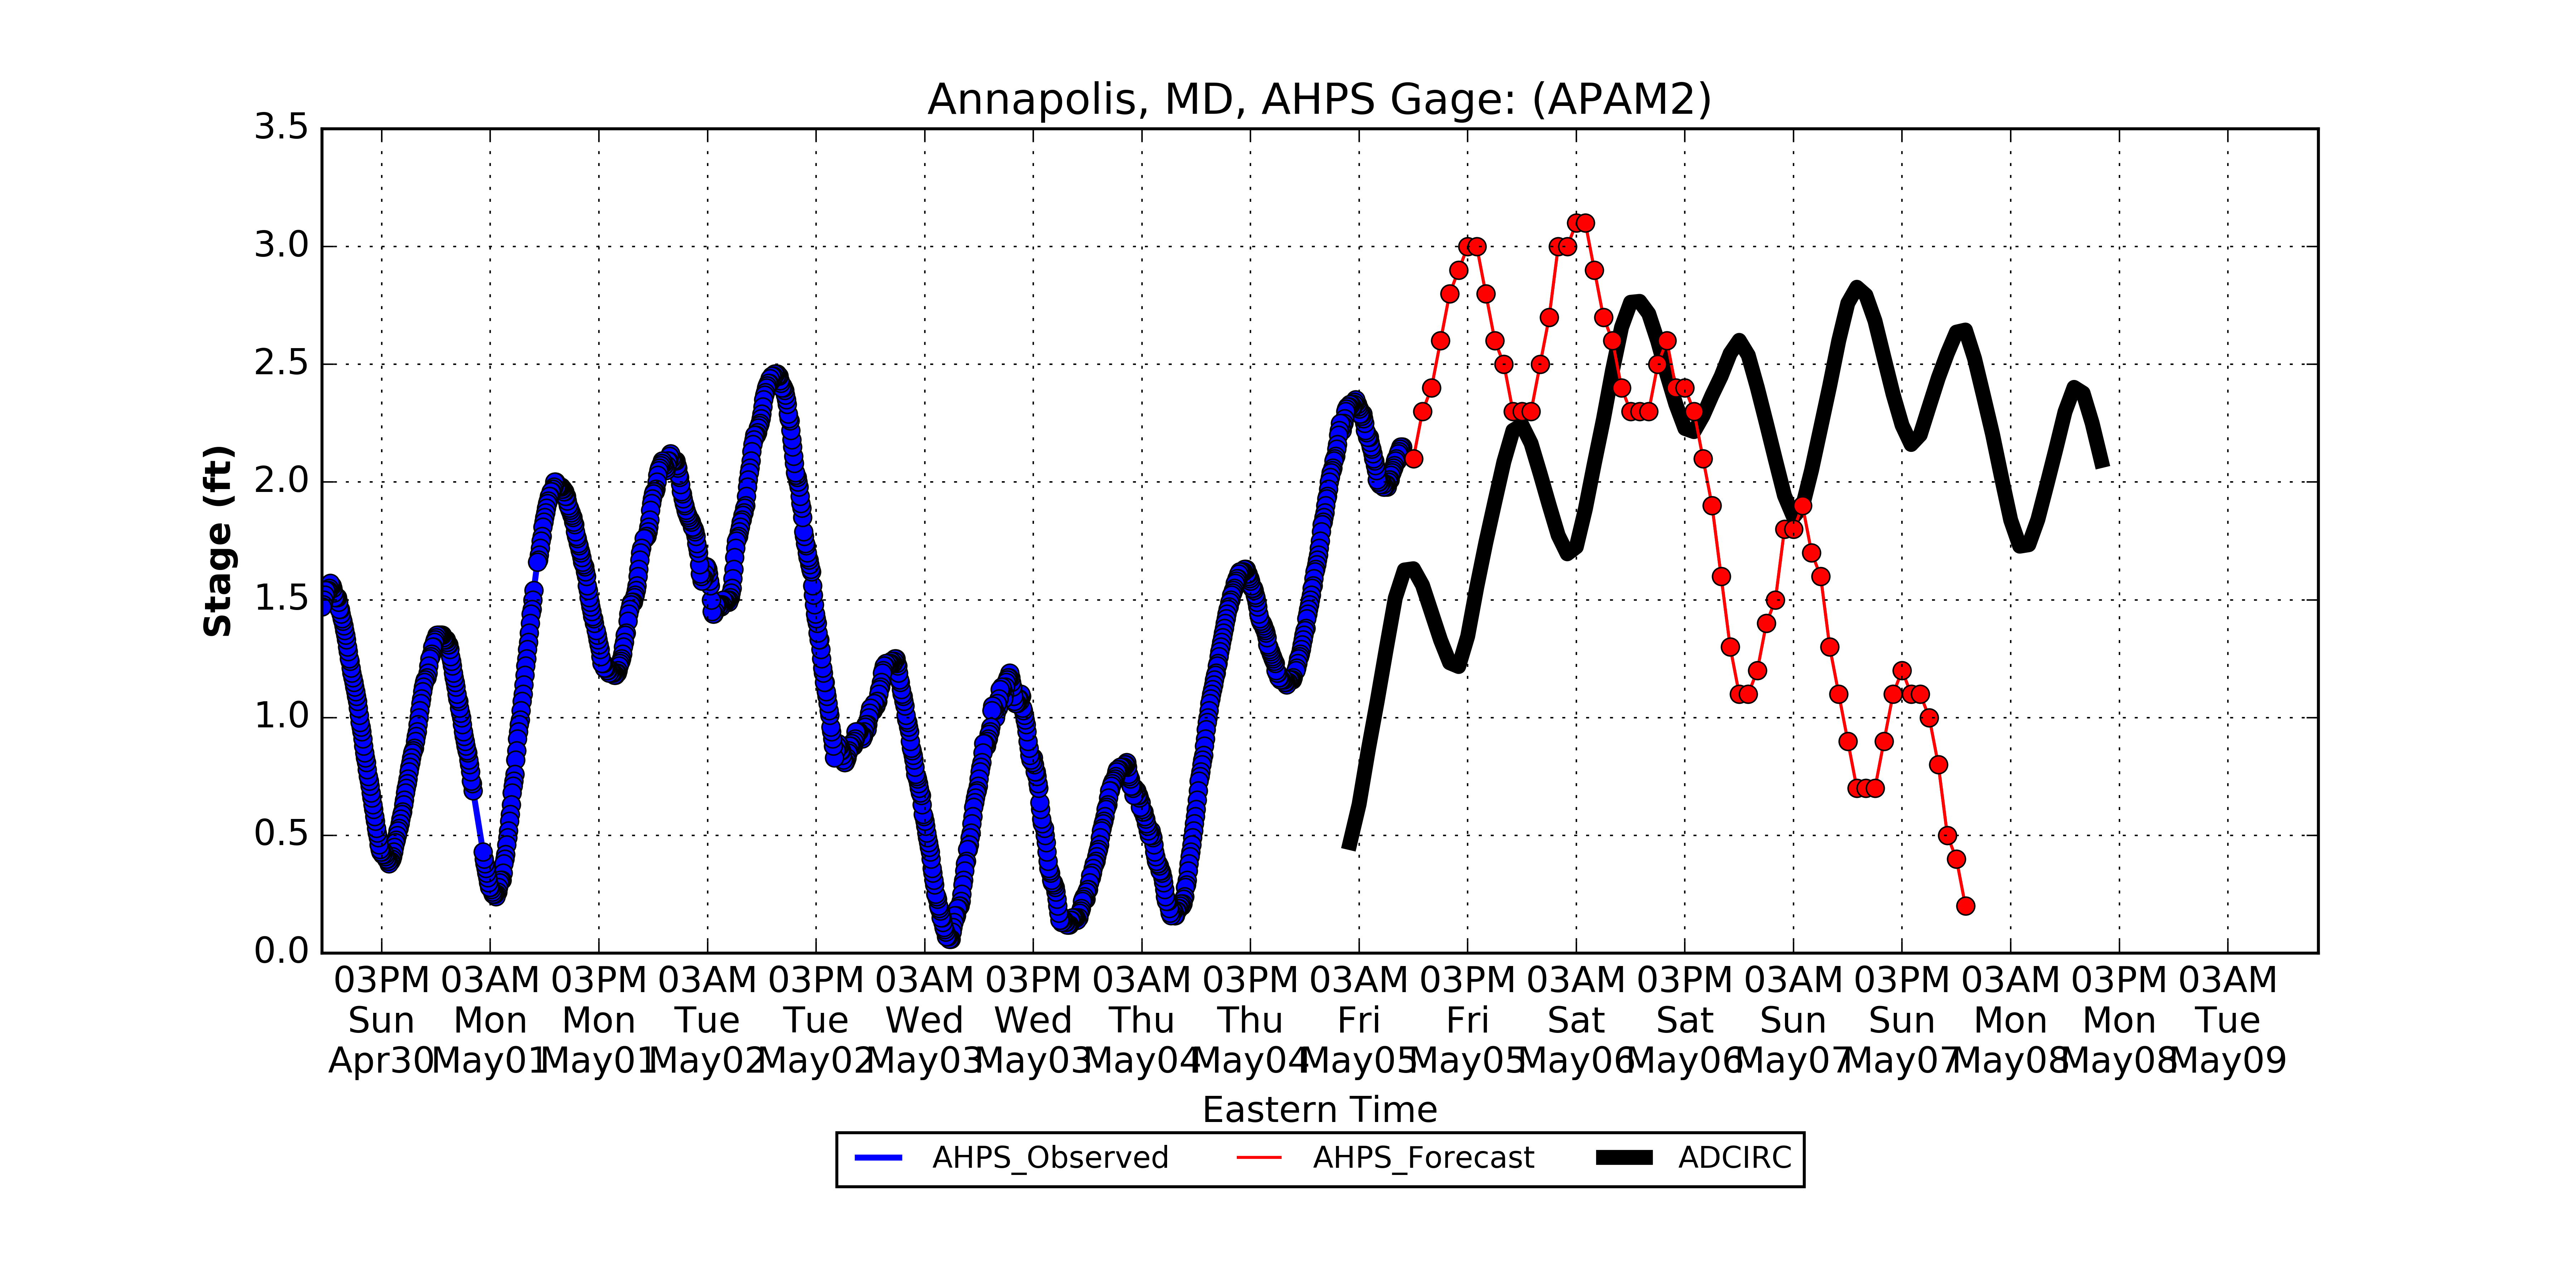 Annapolis, MD, AHPS Gage: (APAM2)
3.5
3.0
2.5
2.0
1.5
1.0
0.5
0.0
Stage (ft)
03PM 03AM 03PM 03AM 03PM 03AM 03PM 03AM 03PM 03AM 03PM 03AM 03PM 03AM 03PM 03AM 03PM 03AM
Sun Mon Mon Tue Tue Wed Wed Thu Thu Fri Fri Sat Sat Sun Sun Mon Mon Tue
Apr30 May01 May01 May02 May02 May03 May03 May04 May04 May05 May05 May06 May06 May07 May07 May08 May08 May09
Eastern Time
AHPS_Observed AHPS_Forecast ADCIRC